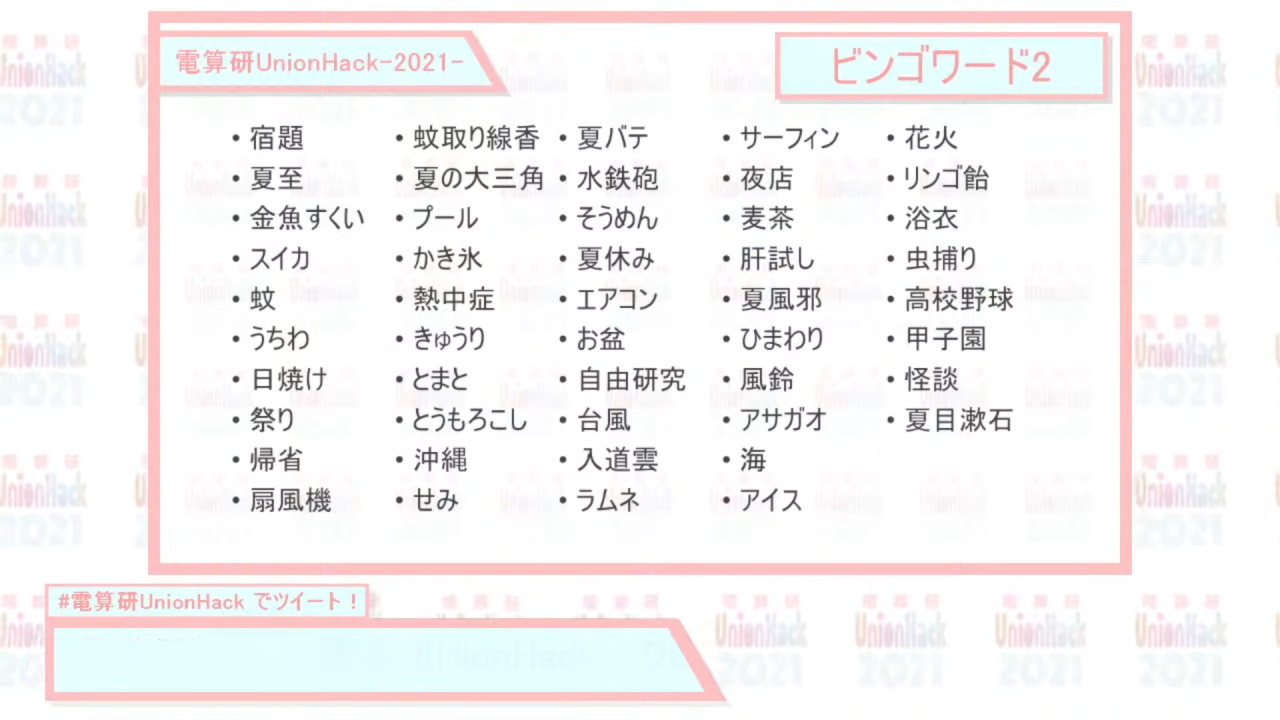 電算研UnionHack-2021-
ビンゴワード2
・宿題
・夏至
・金魚すくい
・スイカ
・蚊
・うちわ
・日焼け
・祭り
・帰省
・扇風機
・蚊取り線香
・夏の大三角
・プール
・かき氷
・熱中症
・きゅうり
・とまと
・とうもろこし
・沖縄
・せみ
・夏バテ
・水鉄砲
・そうめん
・夏休み
・エアコン
・お盆
・自由研究
・台風
・入道雲
・ラムネ
・サーフィン
・夜店
・麦茶
・肝試し
・夏風邪
・ひまわり
・風鈴
・アサガオ
・海
・アイス
・花火
・リンゴ飴
・浴衣
・虫捕り
・高校野球
・甲子園
・怪談
・夏目漱石
#電算研UnionHack でツイート！